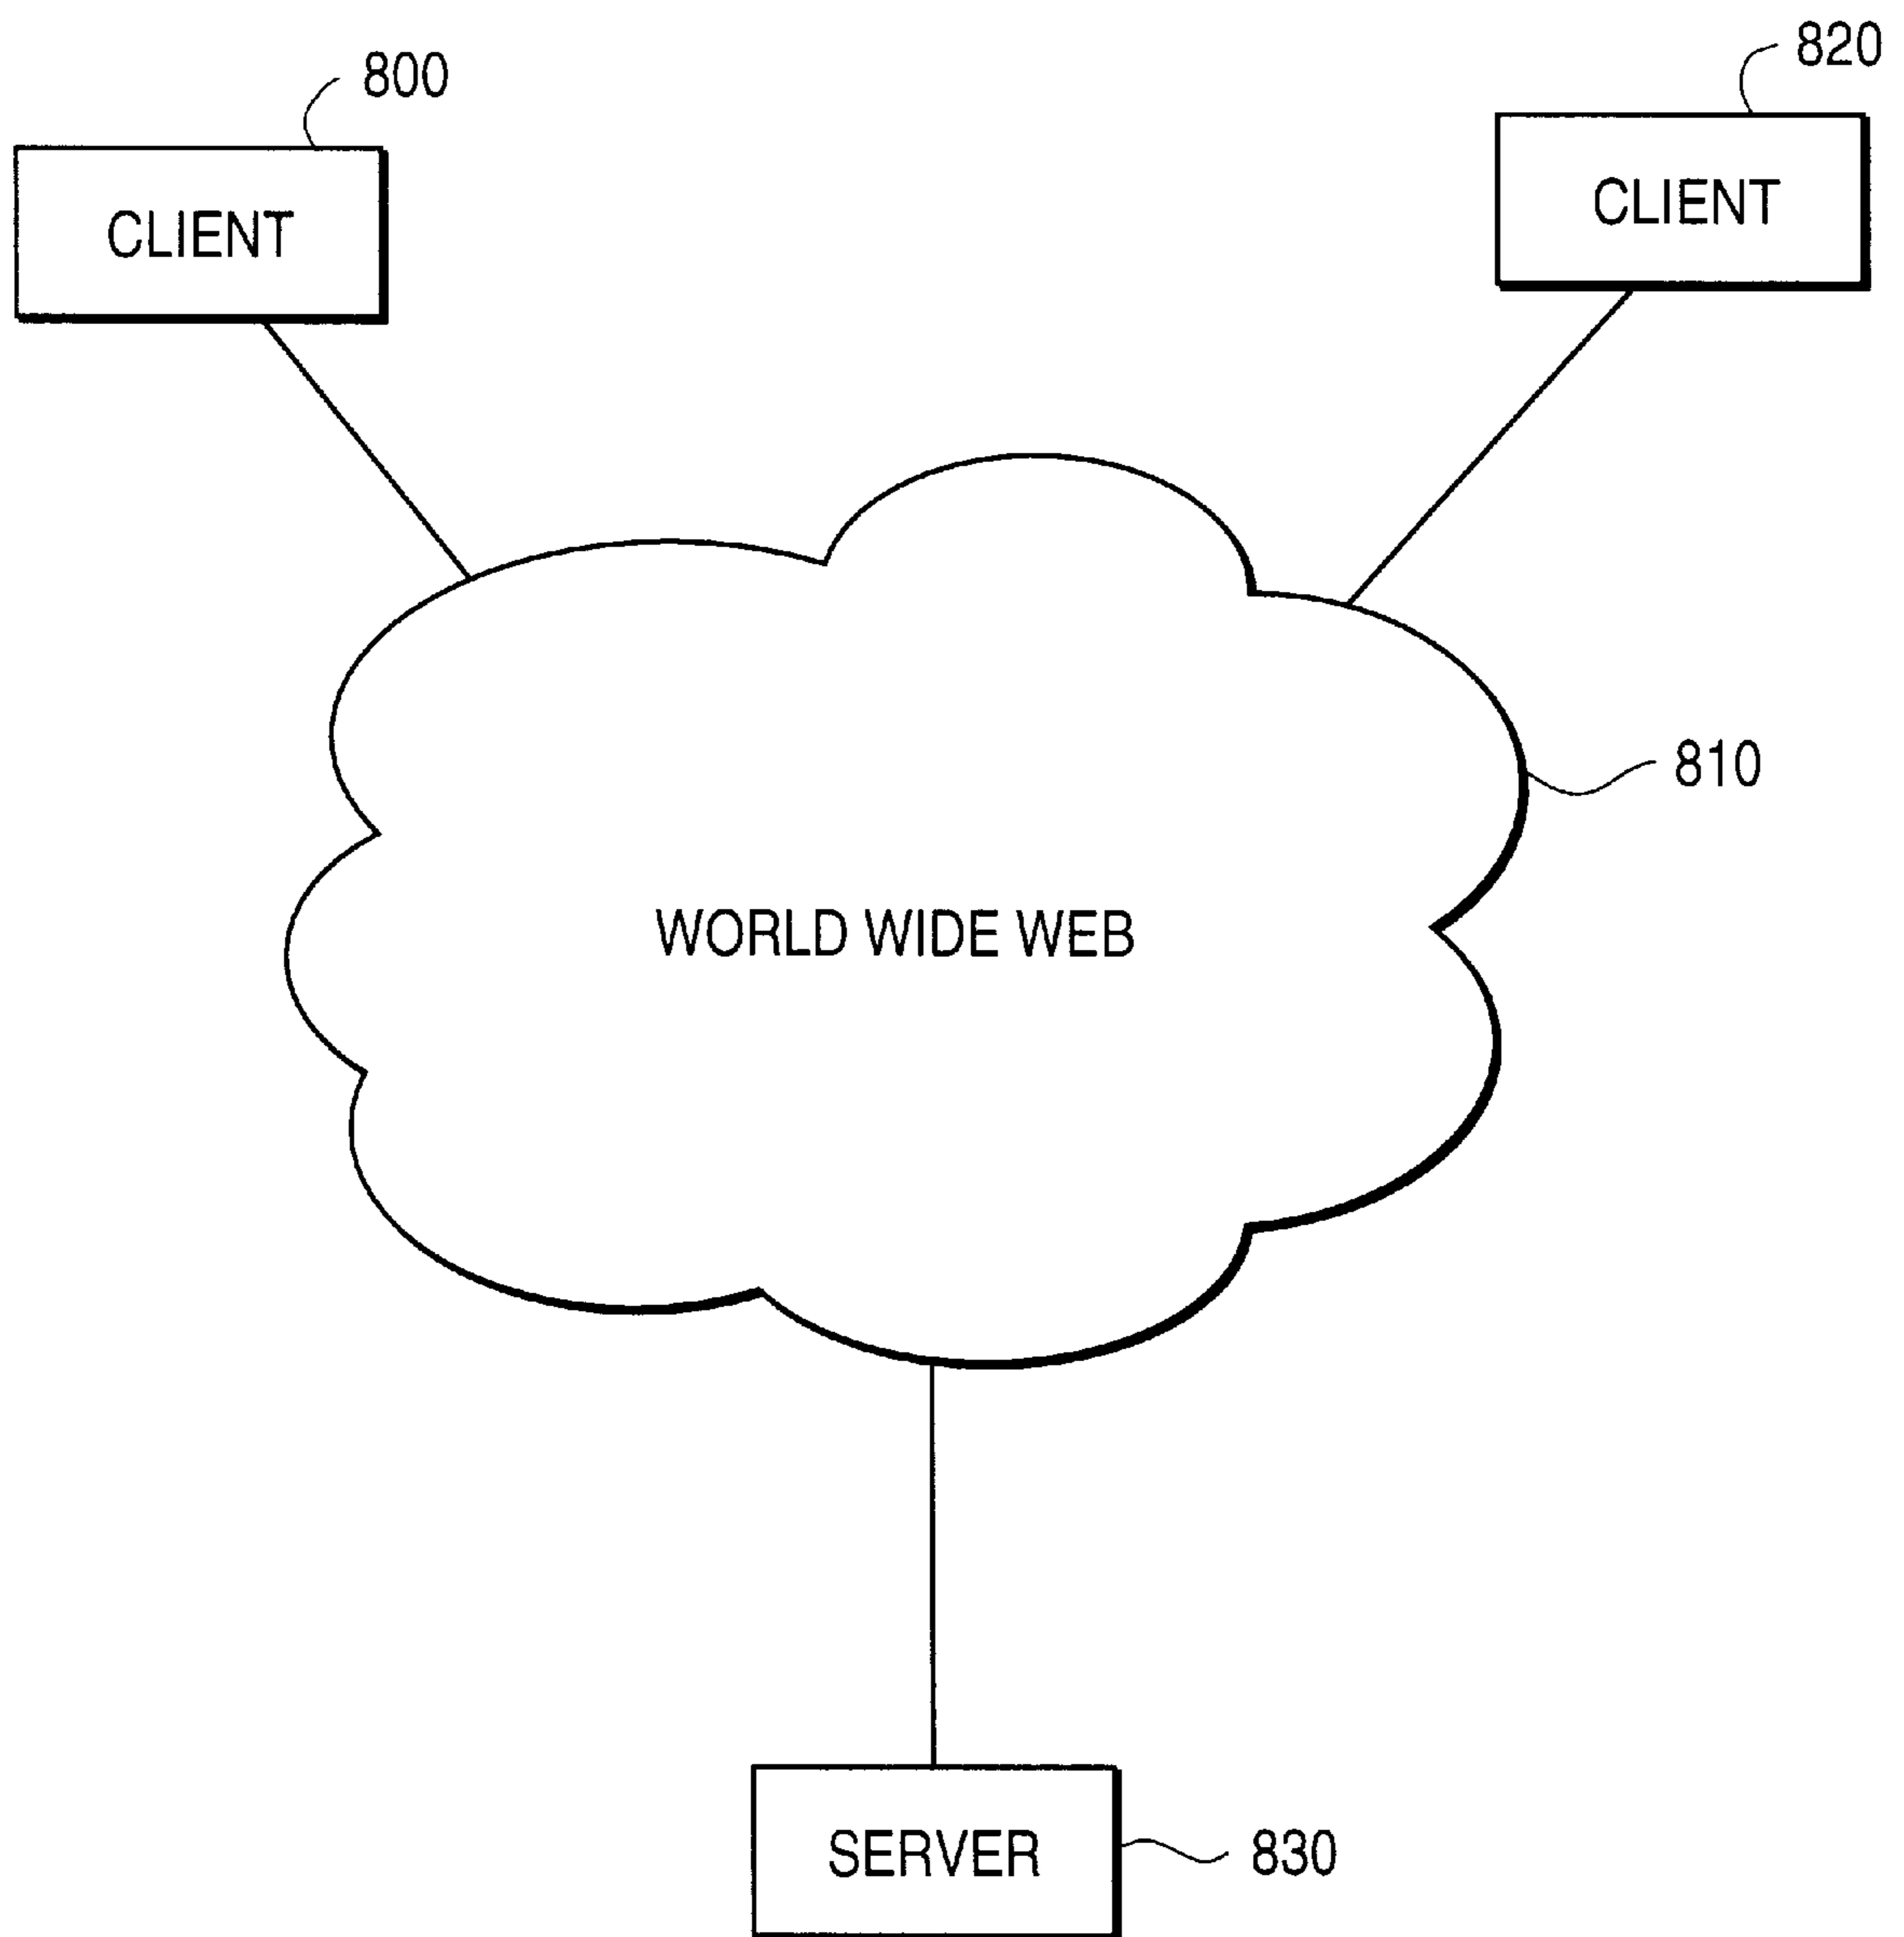 820
800
CLIENT
CLIENT
810
WORLD WIDE WEB
SERVER
830